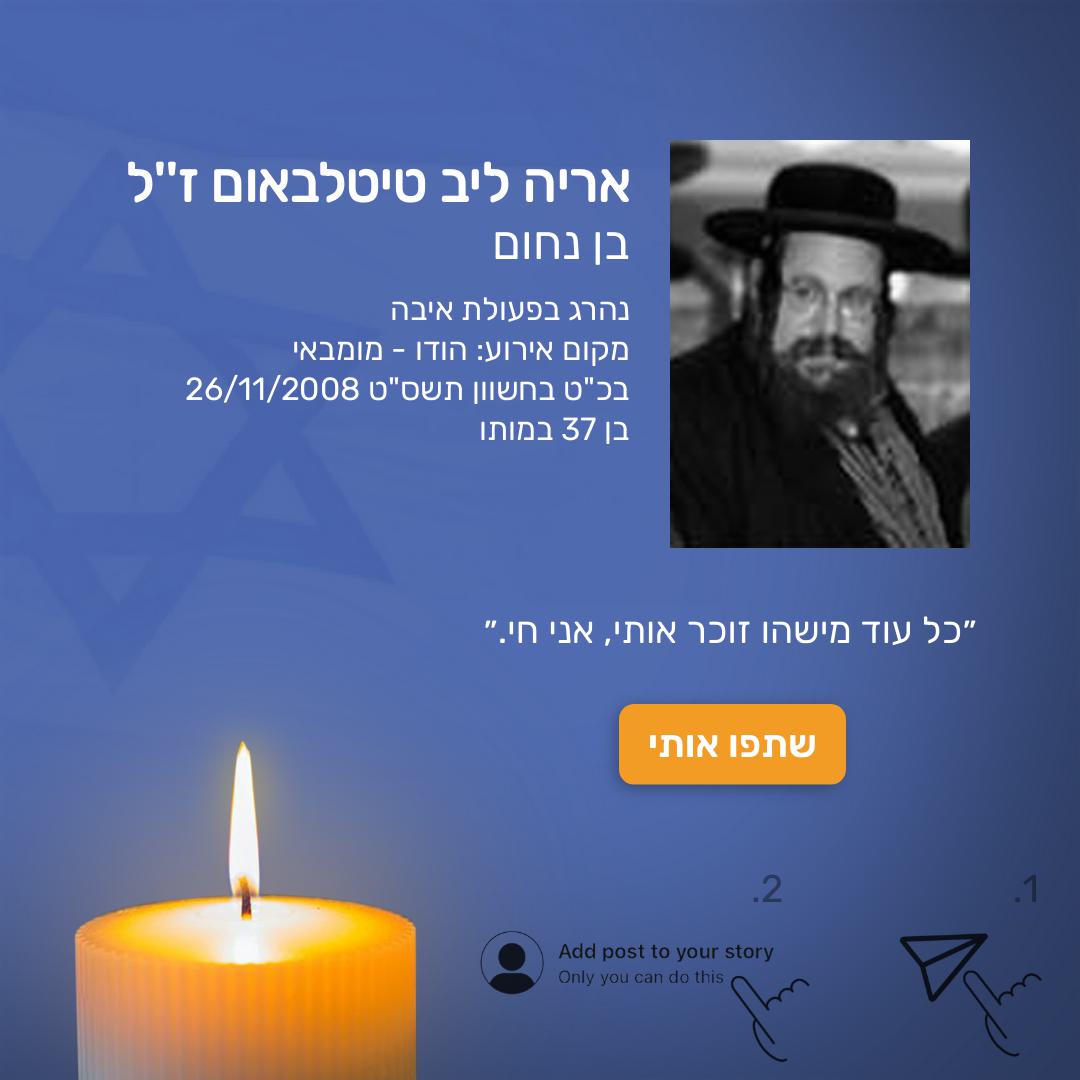 אריה ליב טיטלבאום ז"ל
בן נחום
נהרג בפעולת איבה
מקום אירוע: הודו - מומבאי
בכ"ט בחשוון תשס"ט 26/11/2008
בן 37 במותו
״כל עוד מישהו זוכר אותי, אני חי.״
שתפו אותי
1.
2.
Add post to your story
Only you can do this